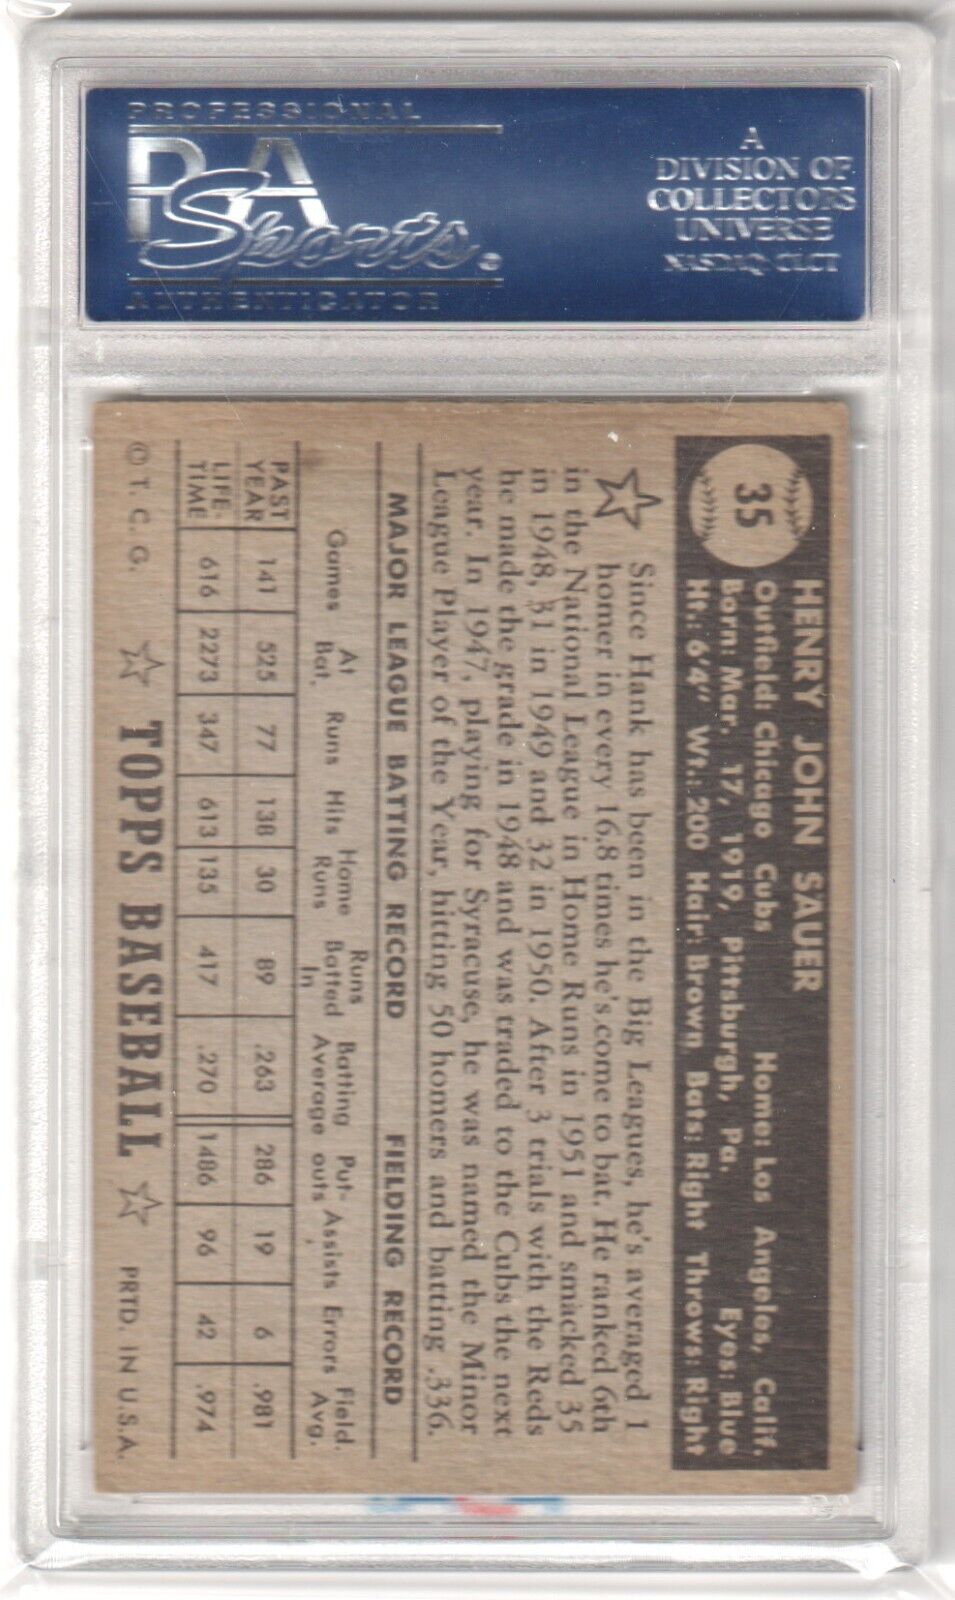 PROFESSIONAL
PSA
Sports
AUTHENTICATOR
A
DIVISION OF
COLLECTORS
UNIVERSE
NASDAQ-CLCT
35
HENRY JOHN SAUER
Outfield: Chicago Cubs Home: Los Angeles, Calif.
Born: Mar. 17, 1919, Pittsburgh, Pa. Eyes: Blue
Ht.: 6'4" Wt.: 200 Hair: Brown Bats: Right Throws: Right
Since Hank has been in the Big Leagues, he's averaged 1
homer in every 16.8 times he's come to bat. He ranked 6th
in the National League in Home Runs in 1951 and smacked 35
in 1948, 31 in 1949 and 32 in 1950. After 3 trials with the Reds
he made the grade in 1948 and was traded to the Cubs the next
year. In 1947, playing for Syracuse, he was named the Minor
League Player of the Year, hitting 50 homers and batting .336.
MAJOR LEAGUE BATTING RECORD FIELDING RECORD
Games At Bat. Runs Hits Home Runs Runs Batted In Batting Average Put-outs Assists Errors Field. Avg.
PAST YEAR 141 525 77 138 30 89 .263 286 19 6 .981
LIFE-TIME 616 2273 347 613 135 417 .270 1486 96 42 .974
© T. C. G. TOPPS BASEBALL PRTD. IN U.S.A.